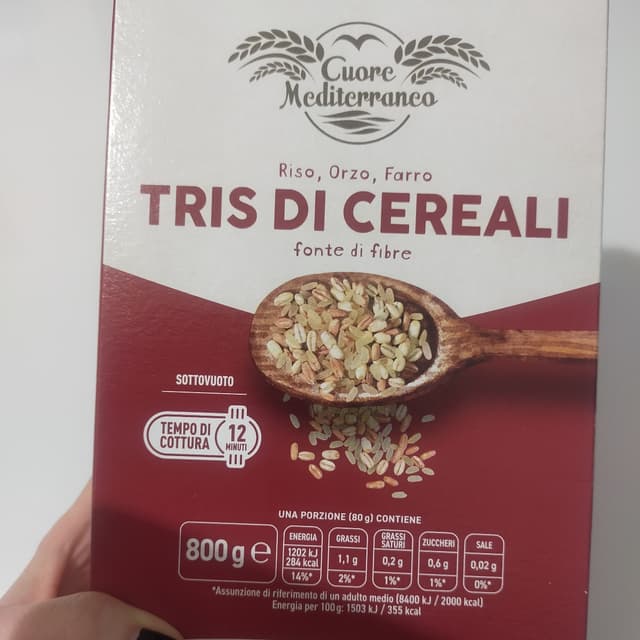 Cuore
Mediterraneo
Riso, Orzo, Farro
TRIS DI CEREALI
fonte di fibre
SOTTOVUOTO
TEMPO DI
COTTURA
12
MINUTI
UNA PORZIONE (80 g) CONTIENE
800 g e
ENERGIA
1202 kJ
284 kcal
14%*
GRASSI
1,1 g
2%*
GRASSI
SATURI
0,2 g
1%*
ZUCCHERI
0,6 g
1%*
SALE
0,02 g
0%*
*Assunzione di riferimento di un adulto medio (8400 kJ / 2000 kcal)
Energia per 100g: 1503 kJ / 355 kcal